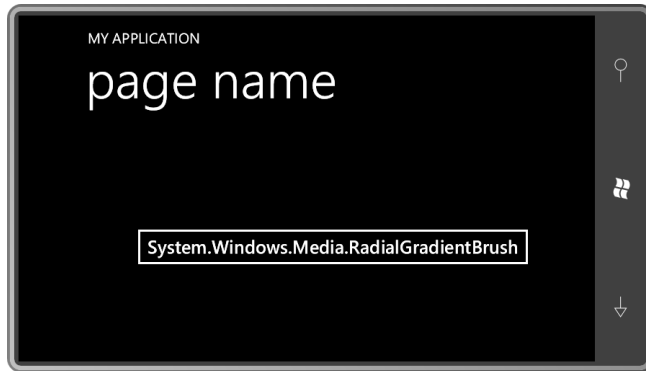 MY APPLICATION
page name
System.Windows.Media.RadialGradientBrush